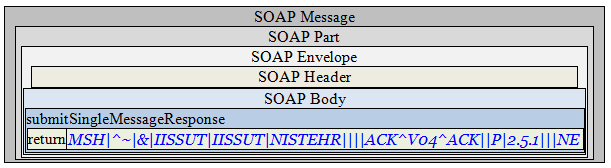 SOAP Message
SOAP Part
SOAP Envelope
SOAP Header
SOAP Body
submitSingleMessageResponse
return MSH|^~|&|IISSUT|IISSUT|NISTEHR||||ACK^V04^ACK||P|2.5.1|||NE